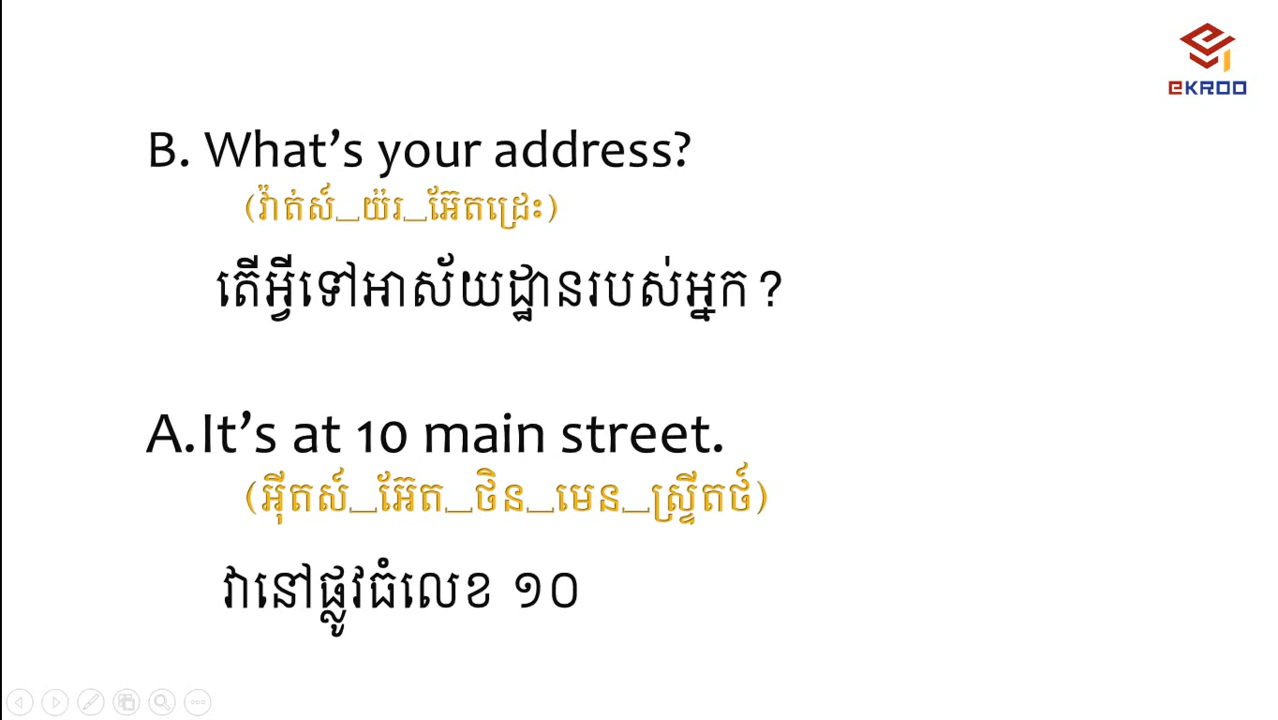 eKROO
B. What's your address?
(វ៉ាត់ស៍_យ៉រ_អ៊ែតដ្រេះ)
តើអ្វីទៅអាស័យដ្ឋានរបស់អ្នក?
A.It's at 10 main street.
(អ៊ីតស៍_អ៊ែត_ថិន_មេន_ស្ទ្រីតថ៍)
វានៅផ្លូវធំលេខ ១០